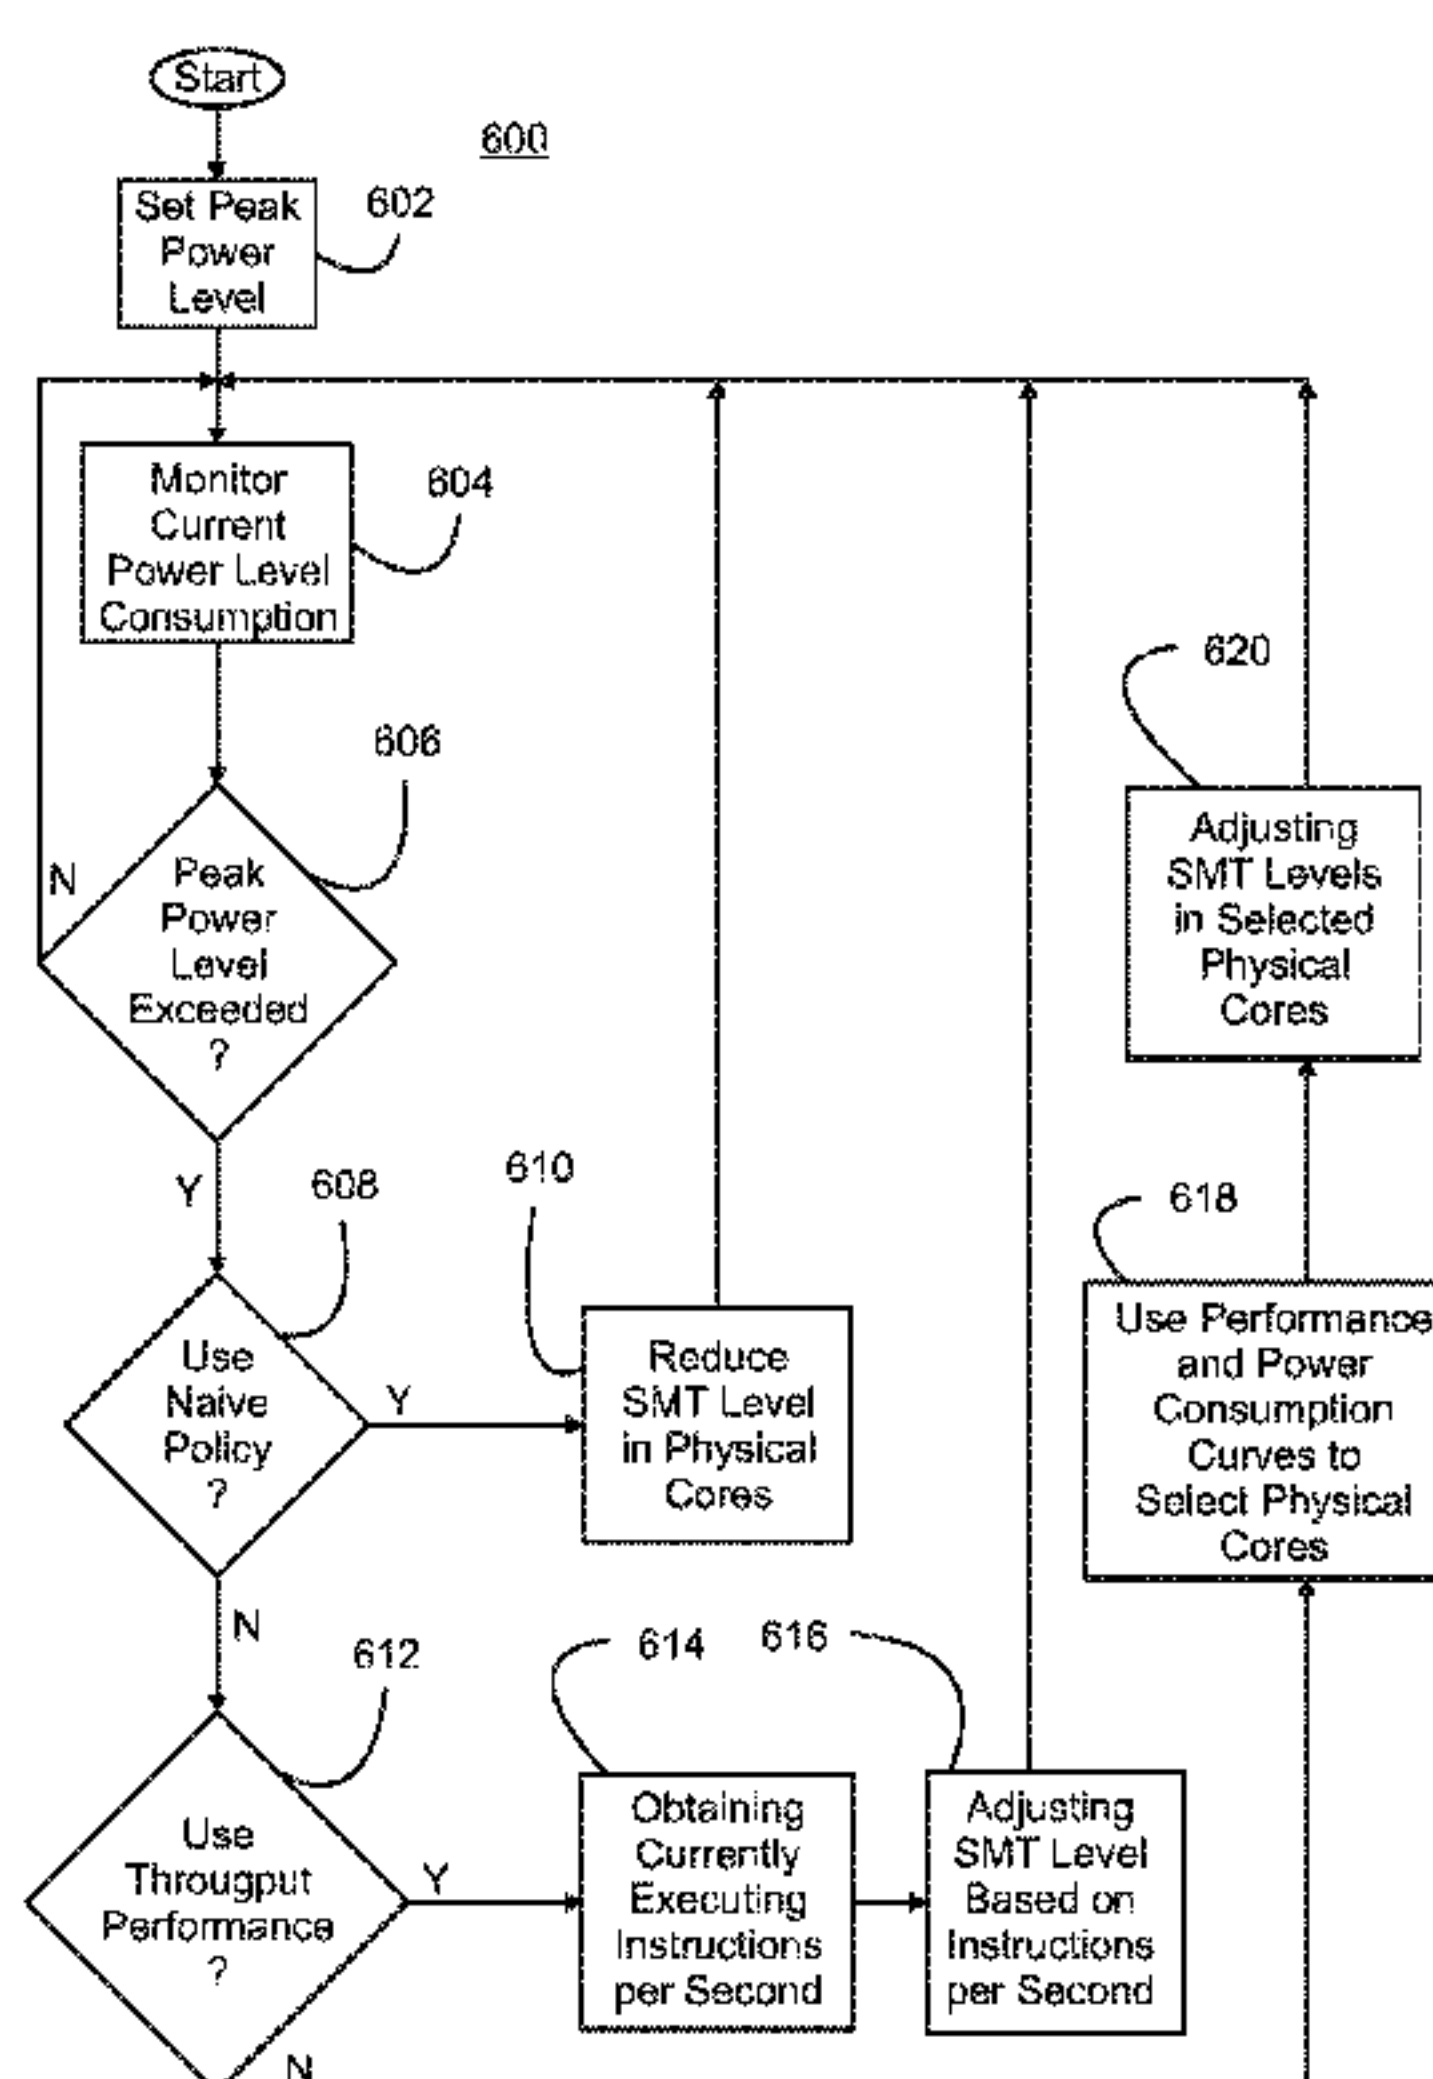 Start
600
Set Peak
Power
Level
602
Monitor
Current
Power Level
Consumption
604
620
606
N
Peak
Power
Level
Exceeded
?
Adjusting
SMT Levels
in Selected
Physical
Cores
Y
608
610
618
Use
Naive
Policy
?
Y
Reduce
SMT Level
in Physical
Cores
Use Performance
and Power
Consumption
Curves to
Select Physical
Cores
N
612
614
616
Use
Througput
Performance
?
Y
Obtaining
Currently
Executing
Instructions
per Second
Adjusting
SMT Level
Based on
Instructions
per Second
N